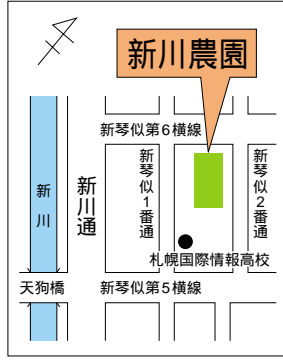 新川農園
新琴似第6横線
新川
新川通
新琴似1番通
新琴似2番通
札幌国際情報高校
天狗橋
新琴似第5横線